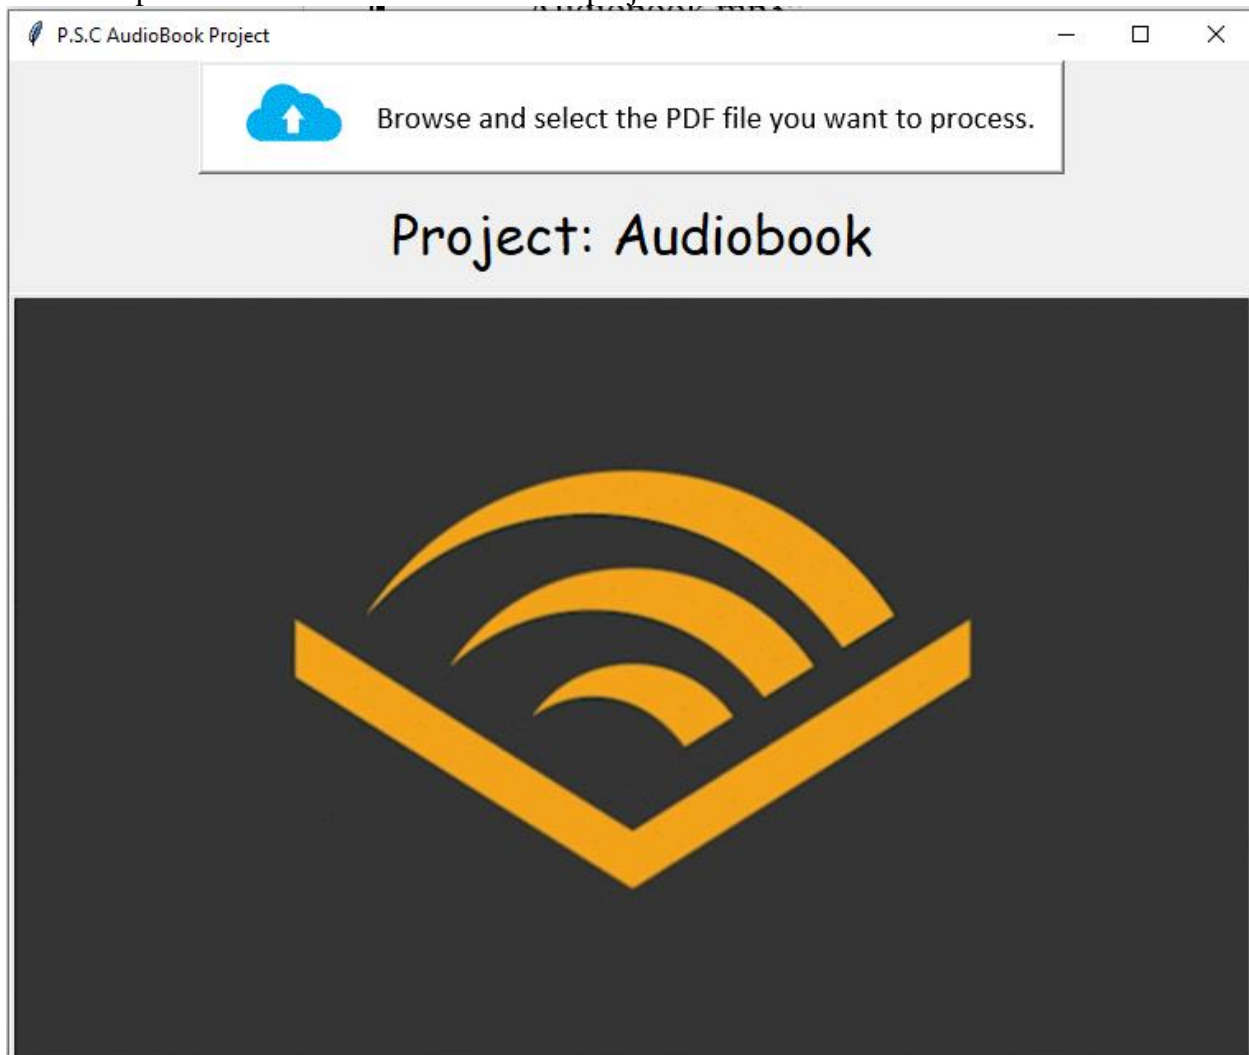 P.S.C AudioBook Project
Browse and select the PDF file you want to process.
Project: Audiobook